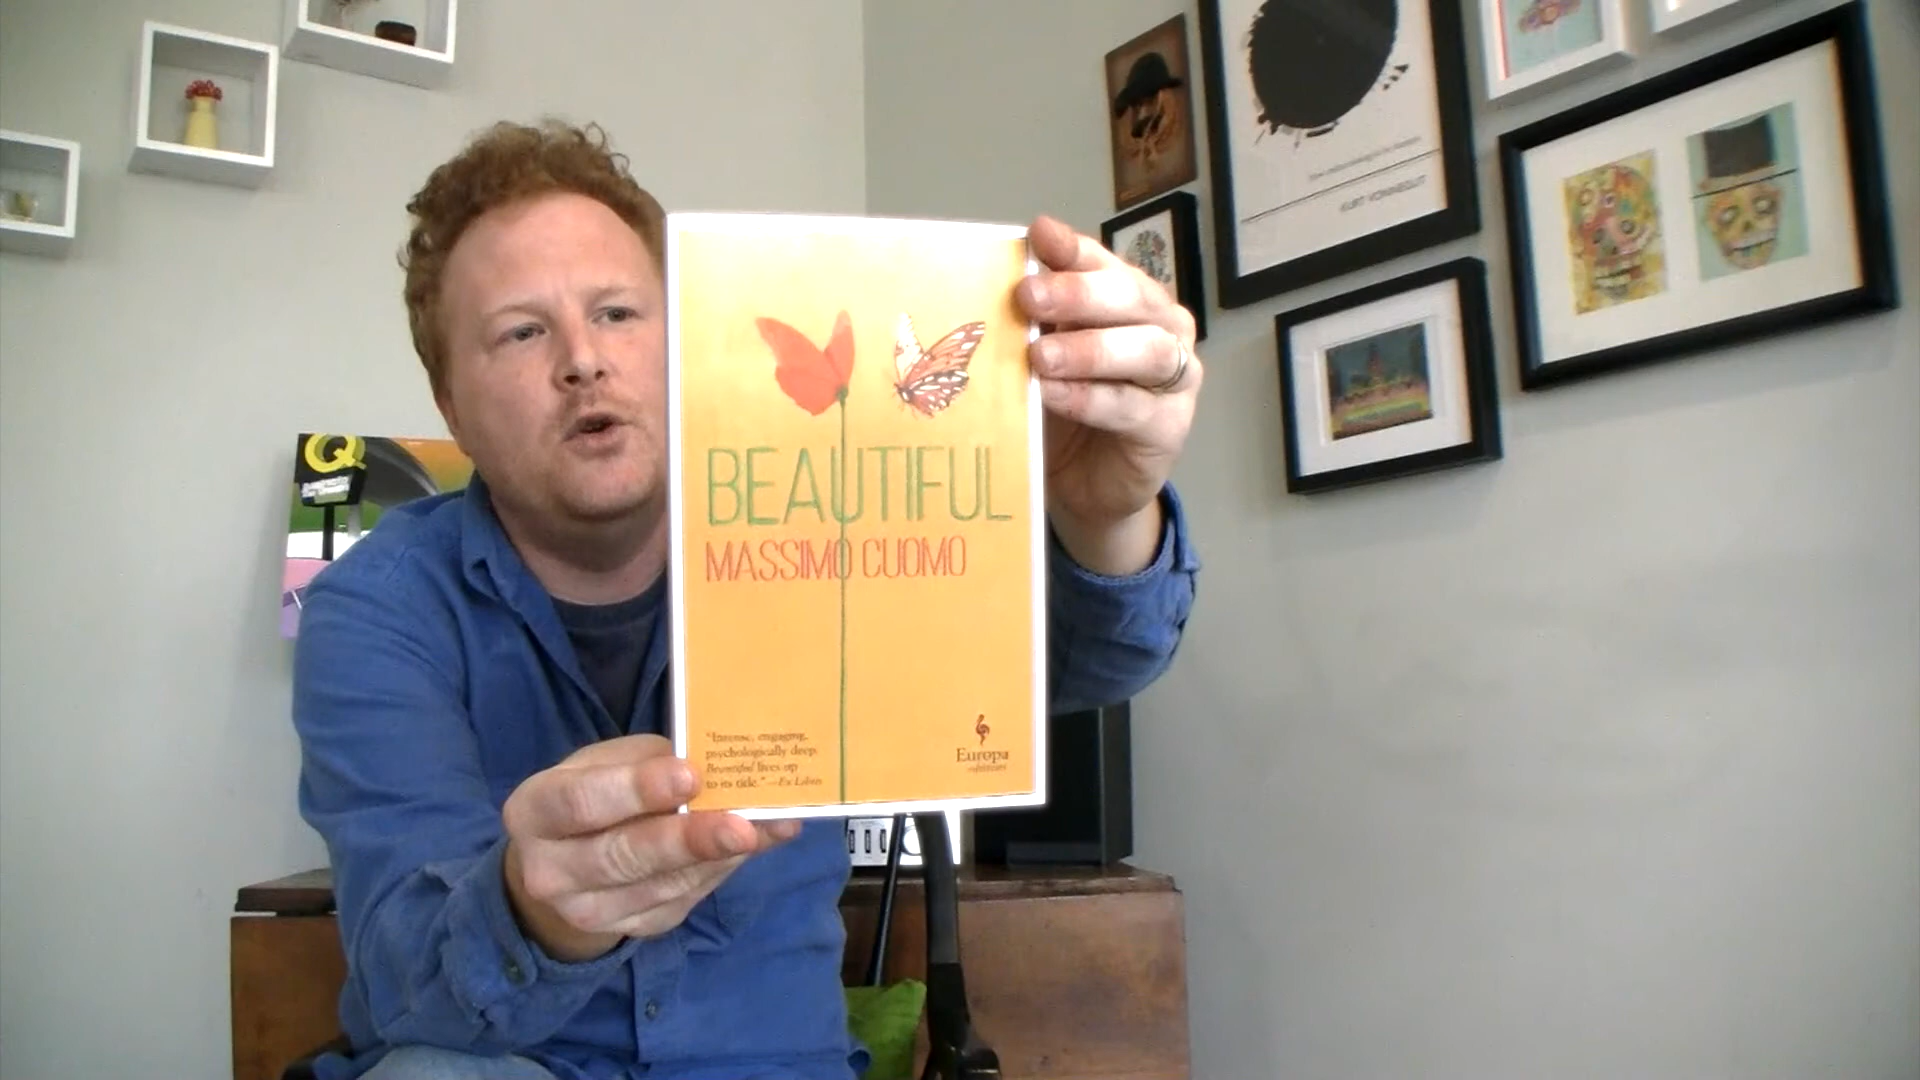 BEAUTIFUL
MASSIMO CUOMO
"Intense, engaging,
psychologically deep.
Beautiful lives up
to its title." —Ex Libris
Europa
editions
KURT VONNEGUT
Q